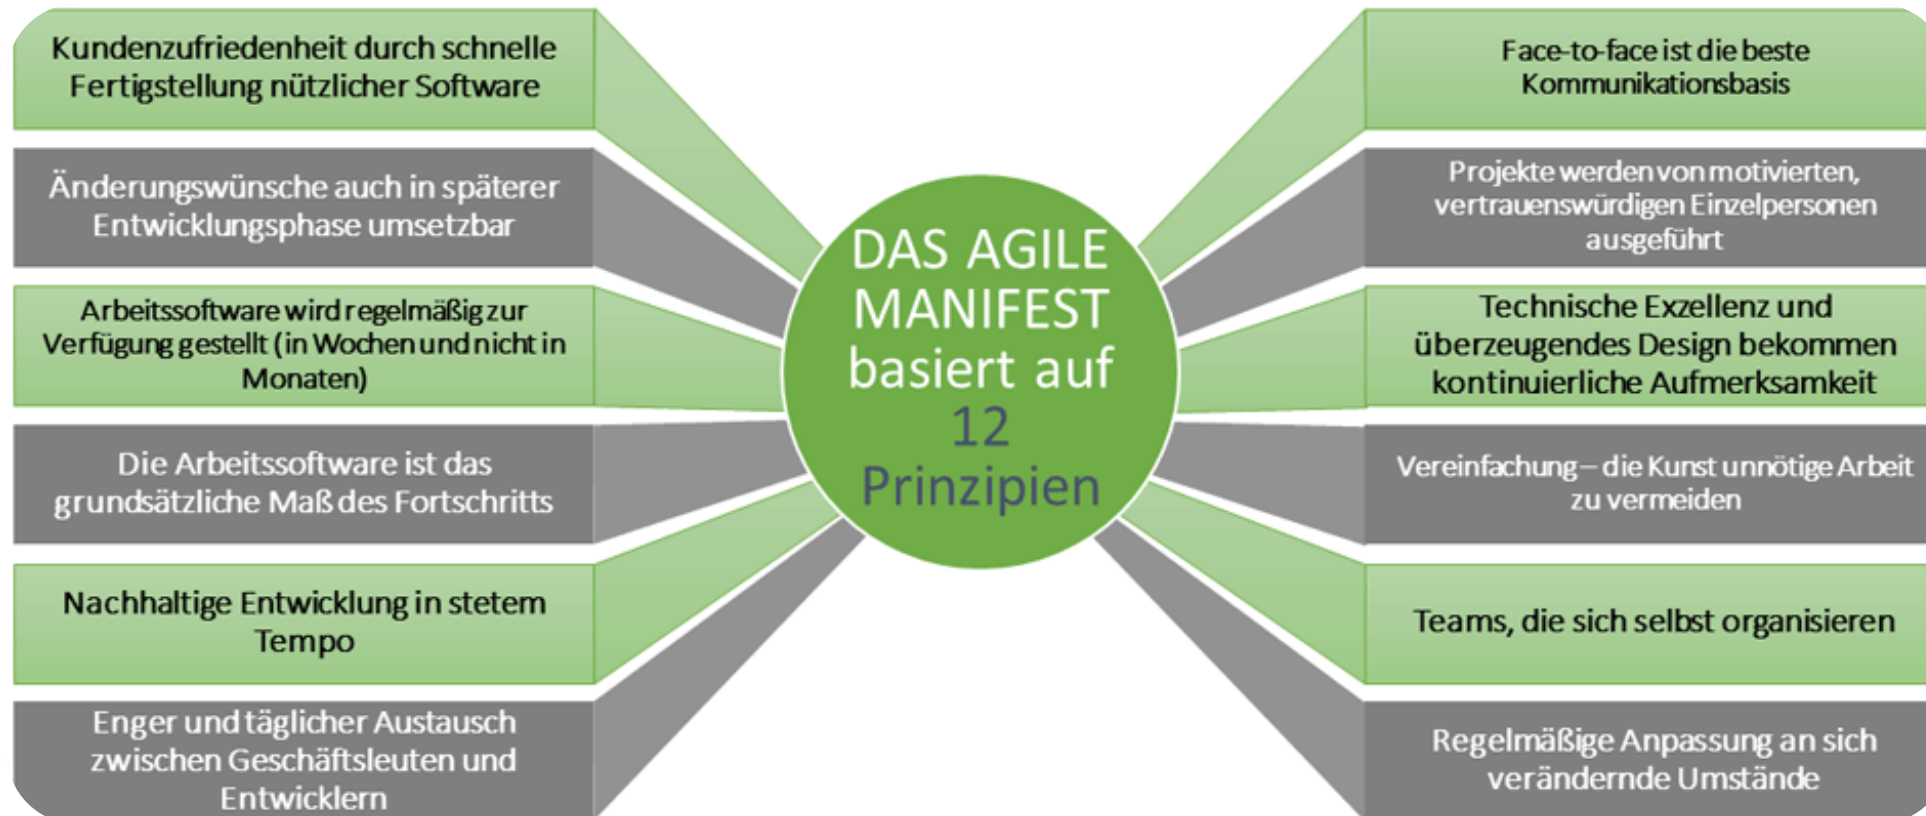 Kundenzufriedenheit durch schnelle
Fertigstellung nützlicher Software
Änderungswünsche auch in späterer
Entwicklungsphase umsetzbar
Arbeitssoftware wird regelmäßig zur
Verfügung gestellt (in Wochen und nicht in
Monaten)
Die Arbeitssoftware ist das
grundsätzliche Maß des Fortschritts
Nachhaltige Entwicklung in stetem
Tempo
Enger und täglicher Austausch
zwischen Geschäftsleuten und
Entwicklern
DAS AGILE
MANIFEST
basiert auf
12
Prinzipien
Face-to-face ist die beste
Kommunikationsbasis
Projekte werden von motivierten,
vertrauenswürdigen Einzelpersonen
ausgeführt
Technische Exzellenz und
überzeugendes Design bekommen
kontinuierliche Aufmerksamkeit
Vereinfachung – die Kunst unnötige Arbeit
zu vermeiden
Teams, die sich selbst organisieren
Regelmäßige Anpassung an sich
verändernde Umstände